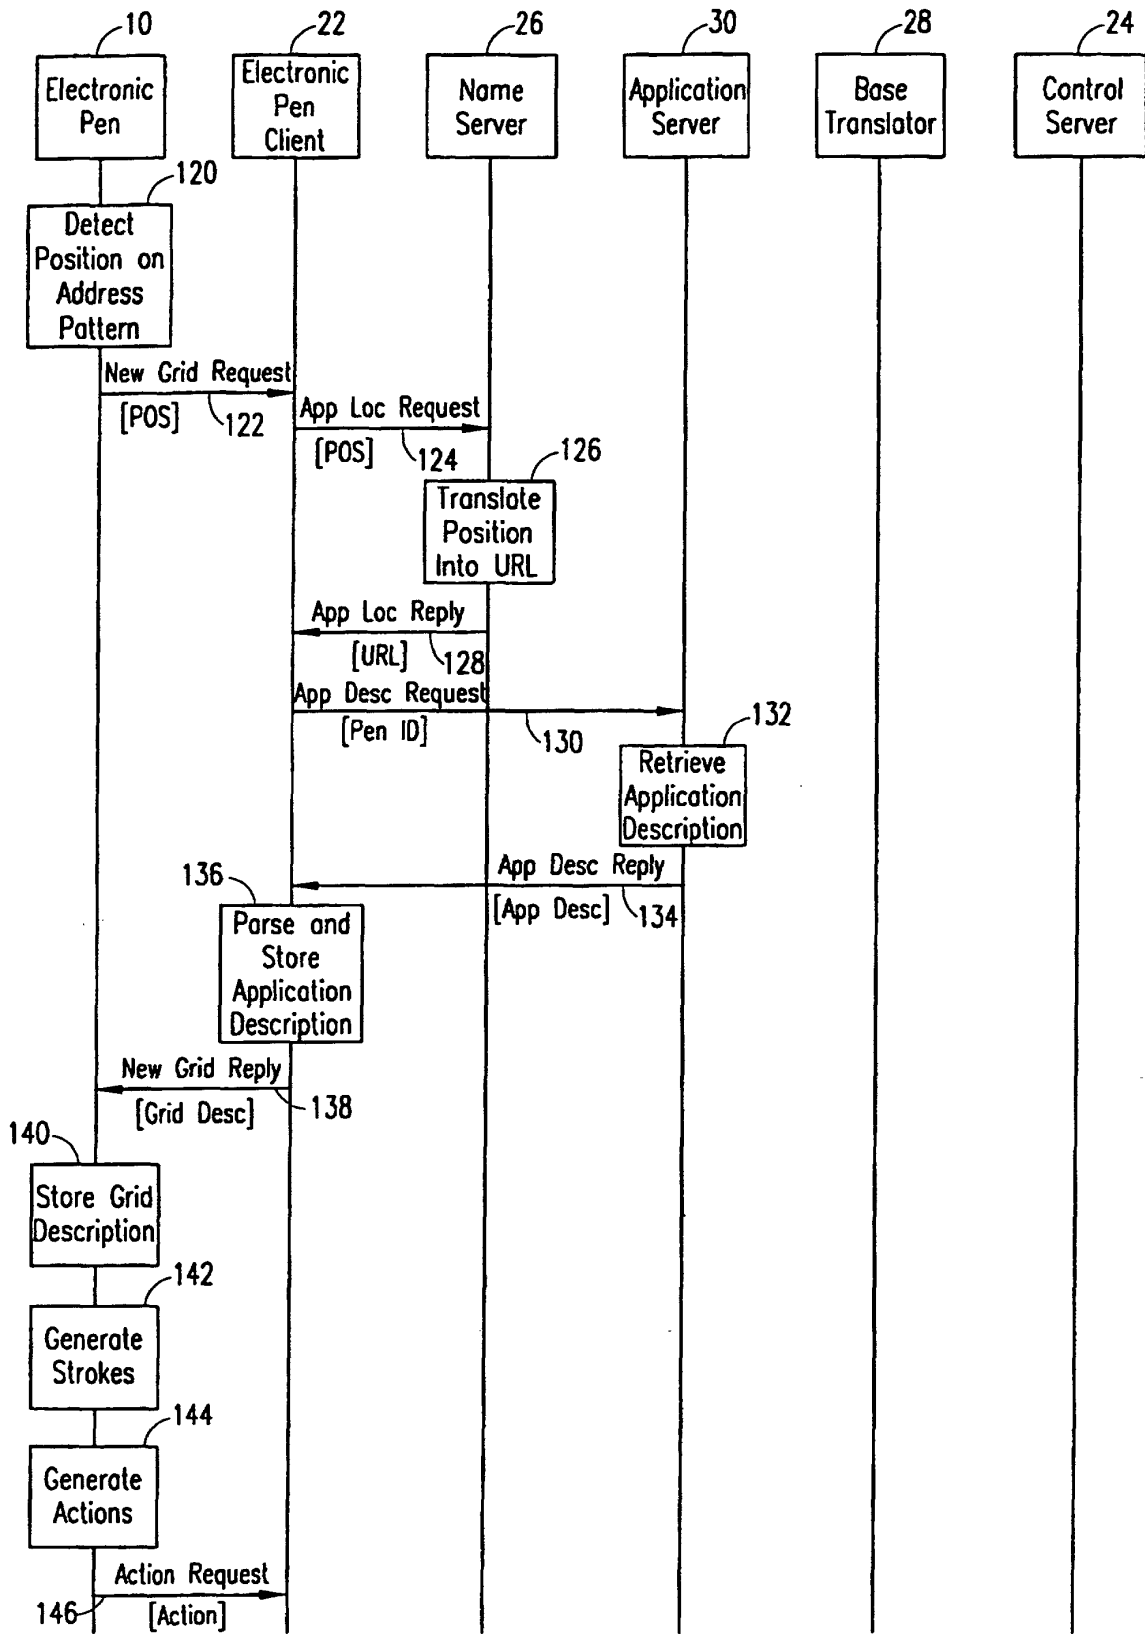 10
22
26
30
28
24
Electronic
Pen
Electronic
Pen
Client
Name
Server
Application
Server
Base
Translator
Control
Server
120
Detect
Position on
Address
Pattern
New Grid Request
[POS]
122
App Loc Request
[POS]
124
126
Translate
Position
Into URL
App Loc Reply
[URL]
128
App Desc Request
[Pen ID]
130
132
Retrieve
Application
Description
App Desc Reply
[App Desc]
134
136
Parse and
Store
Application
Description
New Grid Reply
[Grid Desc]
138
140
Store Grid
Description
142
Generate
Strokes
144
Generate
Actions
Action Request
146
[Action]